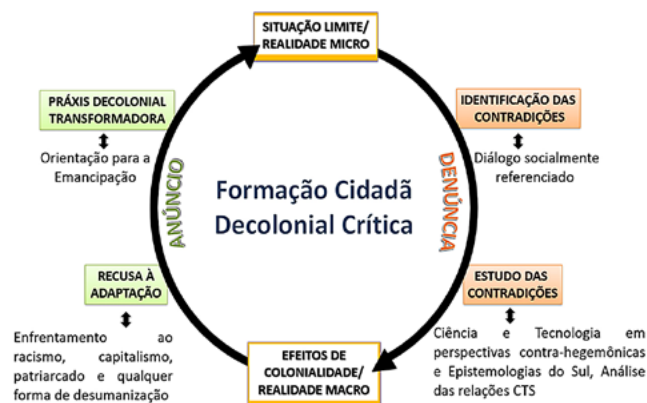 SITUAÇÃO LIMITE/
REALIDADE MICRO
IDENTIFICAÇÃO DAS
CONTRADIÇÕES
Diálogo socialmente
referenciado
DENÚNCIA
ESTUDO DAS
CONTRADIÇÕES
Ciência e Tecnologia em
perspectivas contra-hegemônicas
e Epistemologias do Sul, Análise
das relações CTS
EFEITOS DE
COLONIALIDADE/
REALIDADE MACRO
RECUSA À
ADAPTAÇÃO
Enfrentamento ao
racismo, capitalismo,
patriarcado e qualquer
forma de desumanização
ANÚNCIO
PRÁXIS DECOLONIAL
TRANSFORMADORA
Orientação para a
Emancipação
Formação Cidadã
Decolonial Crítica